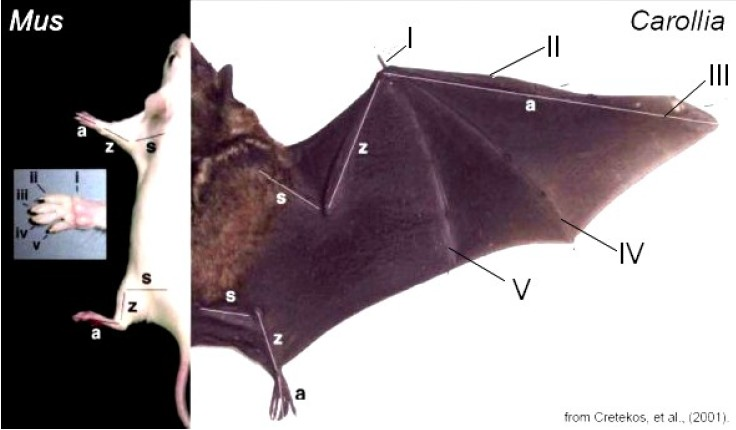 Mus
Carollia
I
II
III
a
a
z
s
z
s
i
ii
iii
iv
v
IV
V
s
z
a
s
z
a
from Cretekos, et al., (2001).